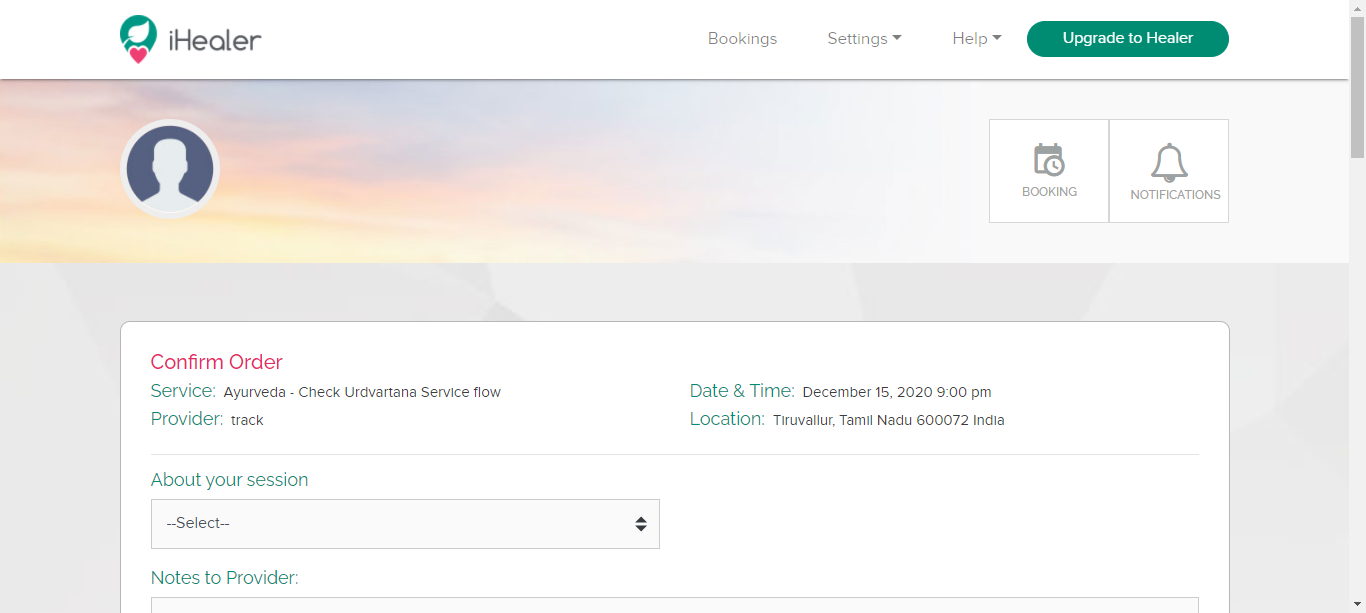 iHealer
Bookings Settings Help Upgrade to Healer
BOOKING NOTIFICATIONS
Confirm Order
Service: Ayurveda - Check Urdvartana Service flow Date & Time: December 15, 2020 9:00 pm
Provider: track Location: Tiruvallur, Tamil Nadu 600072 India
About your session
--Select--
Notes to Provider: